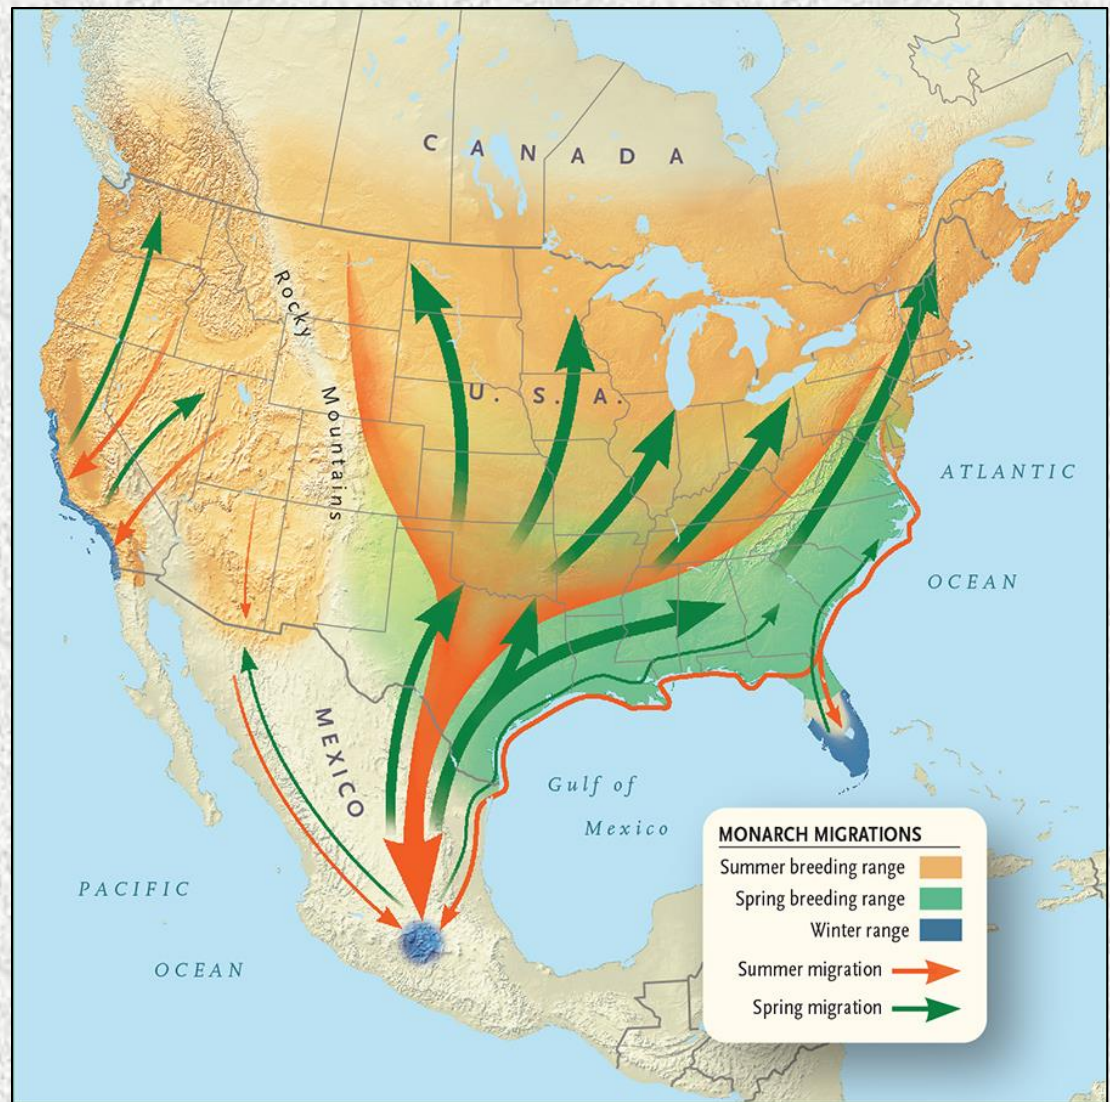 CANADA
Rocky
Mountains
U. S. A.
ATLANTIC
OCEAN
MEXICO
Gulf of
Mexico
PACIFIC
OCEAN
MONARCH MIGRATIONS
Summer breeding range
Spring breeding range
Winter range
Summer migration
Spring migration